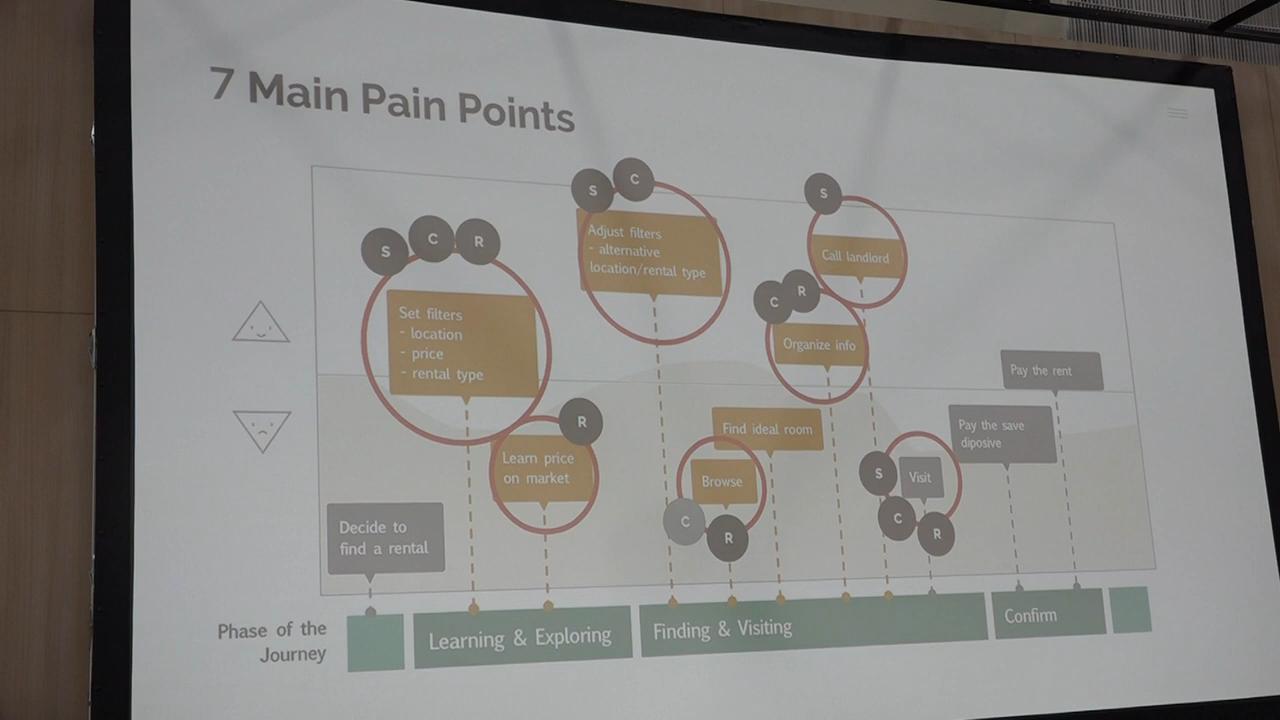 7 Main Pain Points
S
C
R
Set filters
- location
- price
- rental type
S
C
Adjust filters
- alternative
location/rental type
S
Call landlord
C
R
Organize info
R
Learn price
on market
Find ideal room
Browse
C
R
S
C
R
Visit
Pay the rent
Pay the save
diposive
Decide to
find a rental
Phase of the
Journey
Learning & Exploring
Finding & Visiting
Confirm